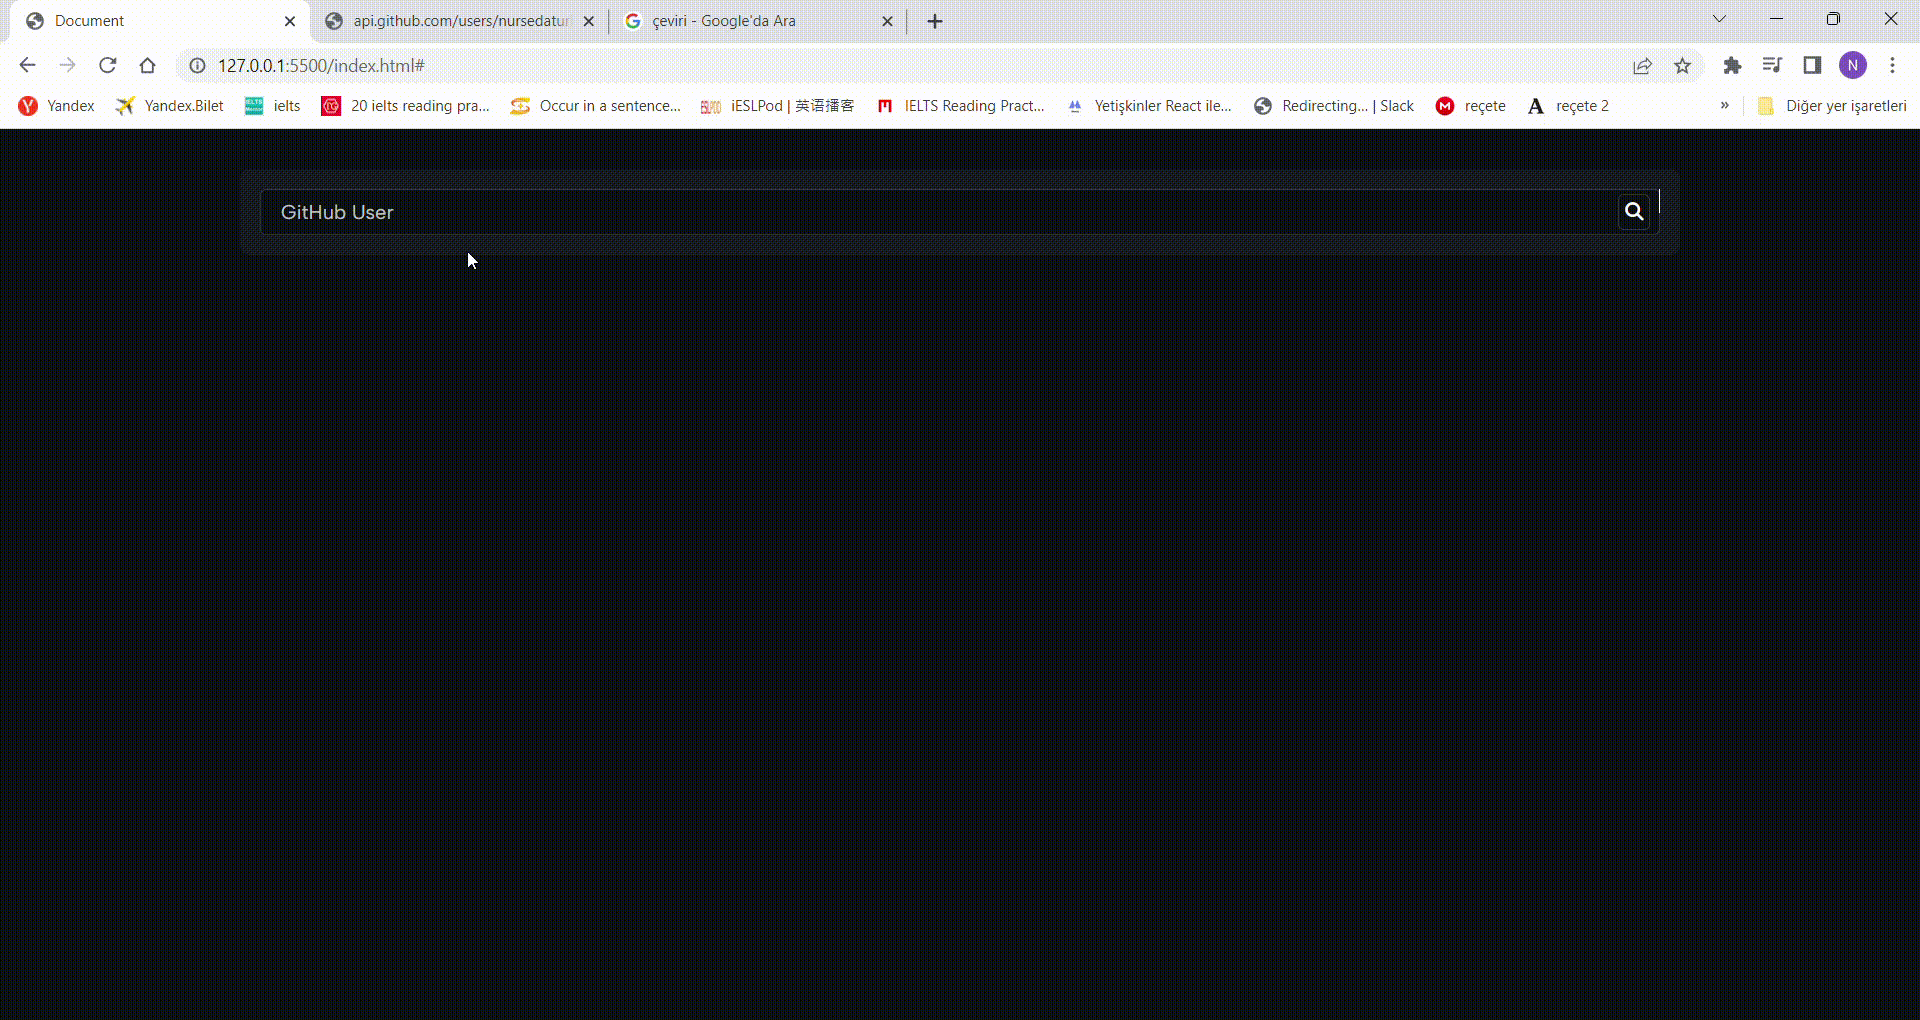 Document
api.github.com/users/nursedatur
çeviri - Google'da Ara
127.0.0.1:5500/index.html#
N
Yandex
Yandex.Bilet
ielts
20 ielts reading pra...
Occur in a sentence...
iESLPod | 英语播客
IELTS Reading Pract...
Yetişkinler React ile...
Redirecting... | Slack
reçete
reçete 2
»
Diğer yer işaretleri
GitHub User